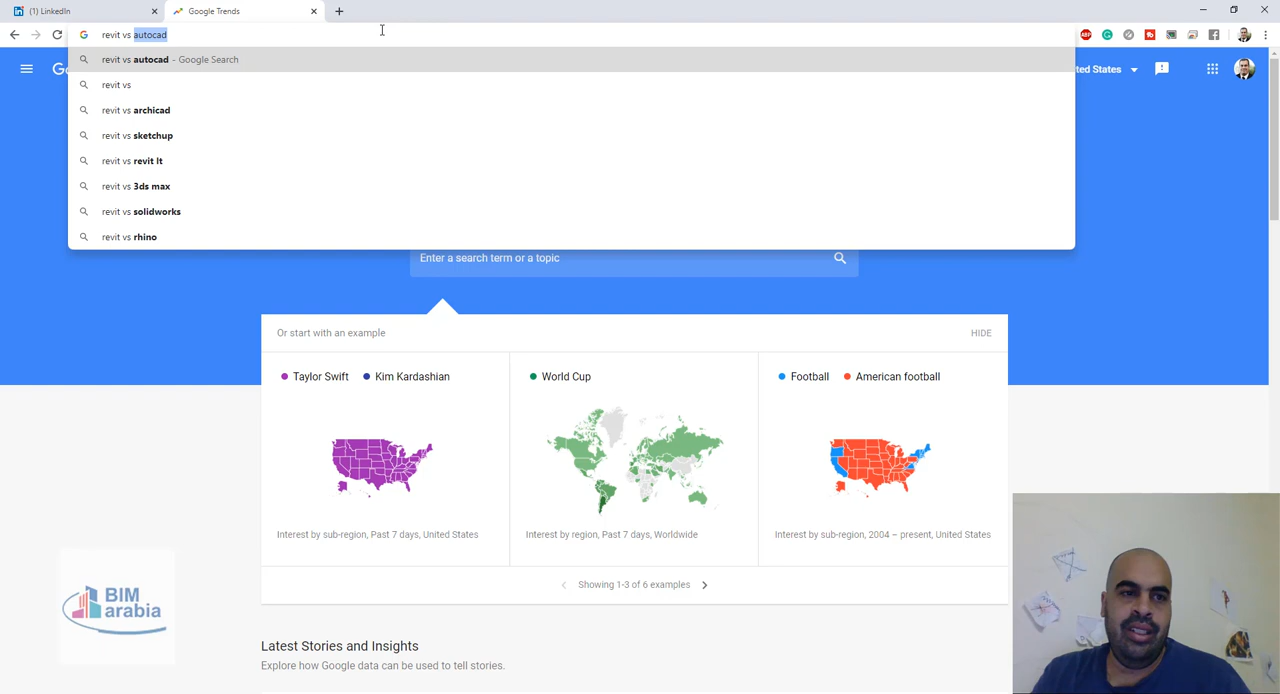 (1) LinkedIn
Google Trends
revit vs autocad
revit vs autocad - Google Search
revit vs
revit vs archicad
revit vs sketchup
revit vs revit lt
revit vs 3ds max
revit vs solidworks
revit vs rhino
Go
ted States
Enter a search term or a topic
Or start with an example
HIDE
Taylor Swift
Kim Kardashian
World Cup
Football
American football
Interest by sub-region, Past 7 days, United States
Interest by region, Past 7 days, Worldwide
Interest by sub-region, 2004 – present, United States
Showing 1-3 of 6 examples
BIM
arabia
Latest Stories and Insights
Explore how Google data can be used to tell stories.
ABP